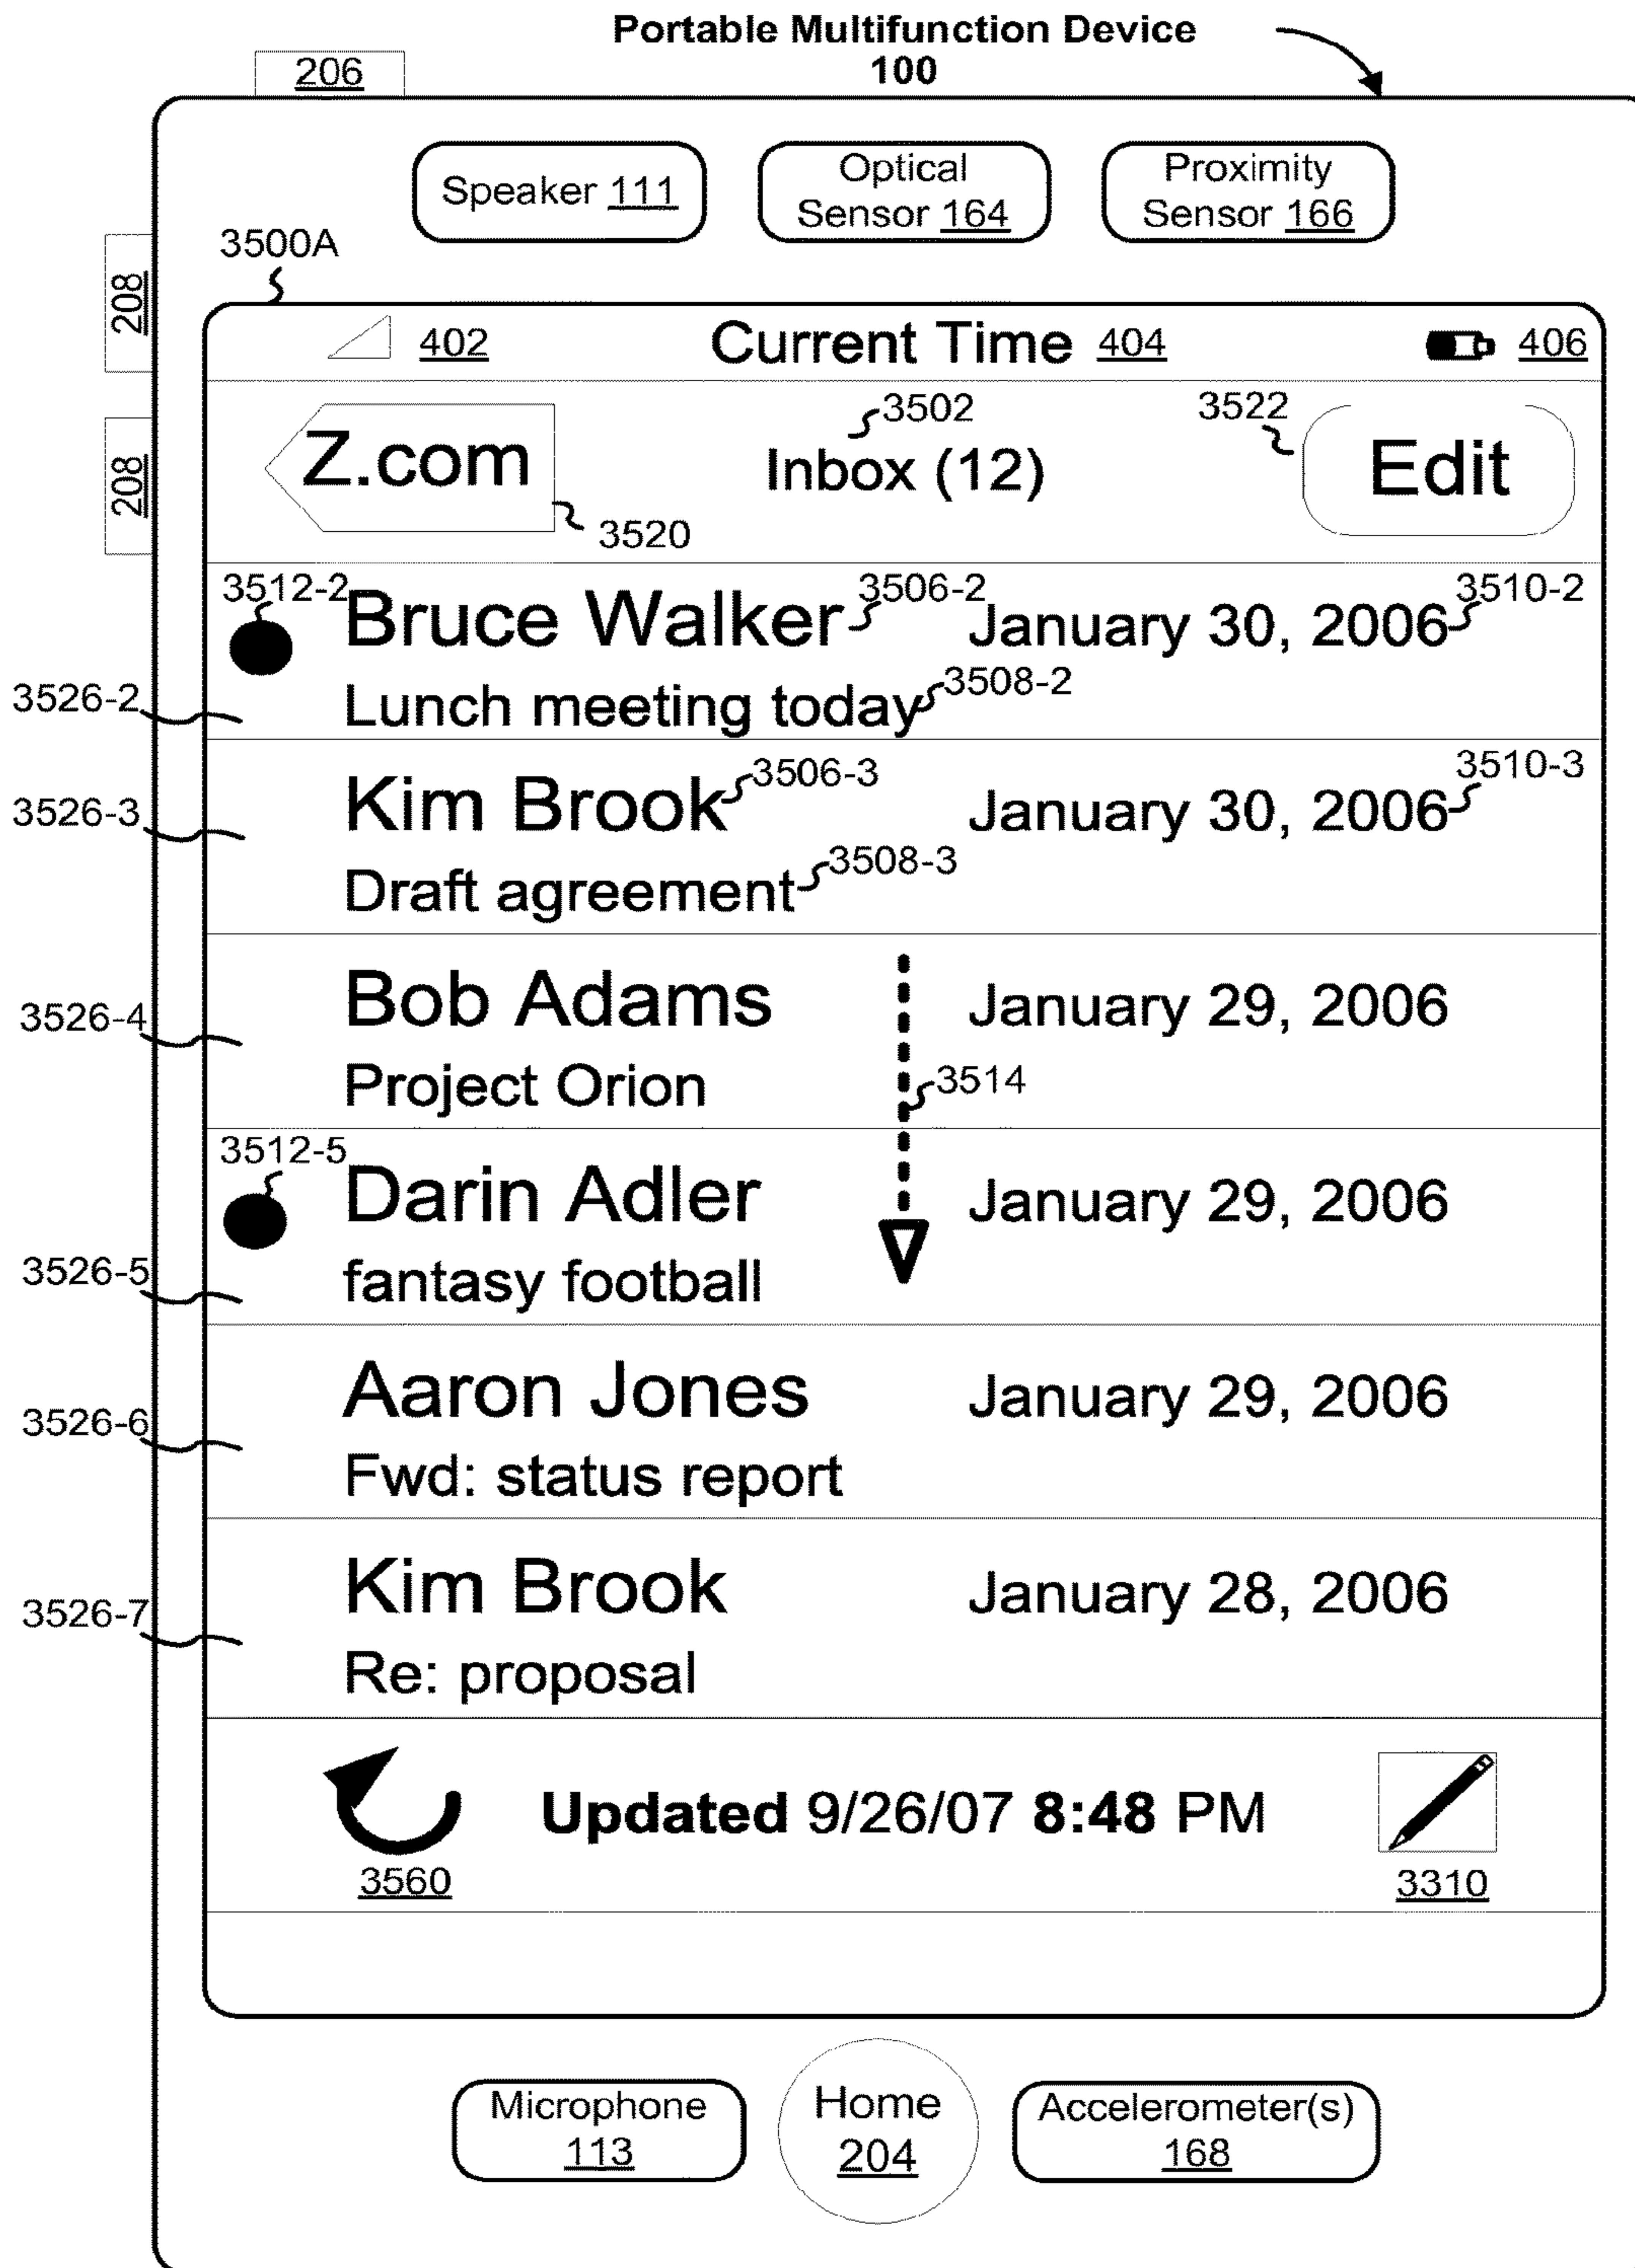 Portable Multifunction Device
100
206
Speaker 111
Optical
Sensor 164
Proximity
Sensor 166
3500A
208
402
Current Time 404
406
208
Z.com
3520
3502
Inbox (12)
3522
Edit
3512-2
Bruce Walker
3506-2
January 30, 2006
3510-2
3526-2
Lunch meeting today
3508-2
3526-3
Kim Brook
3506-3
January 30, 2006
3510-3
Draft agreement
3508-3
3526-4
Bob Adams
January 29, 2006
Project Orion
3514
3512-5
Darin Adler
January 29, 2006
3526-5
fantasy football
3526-6
Aaron Jones
January 29, 2006
Fwd: status report
3526-7
Kim Brook
January 28, 2006
Re: proposal
Updated 9/26/07 8:48 PM
3560
3310
Microphone
113
Home
204
Accelerometer(s)
168